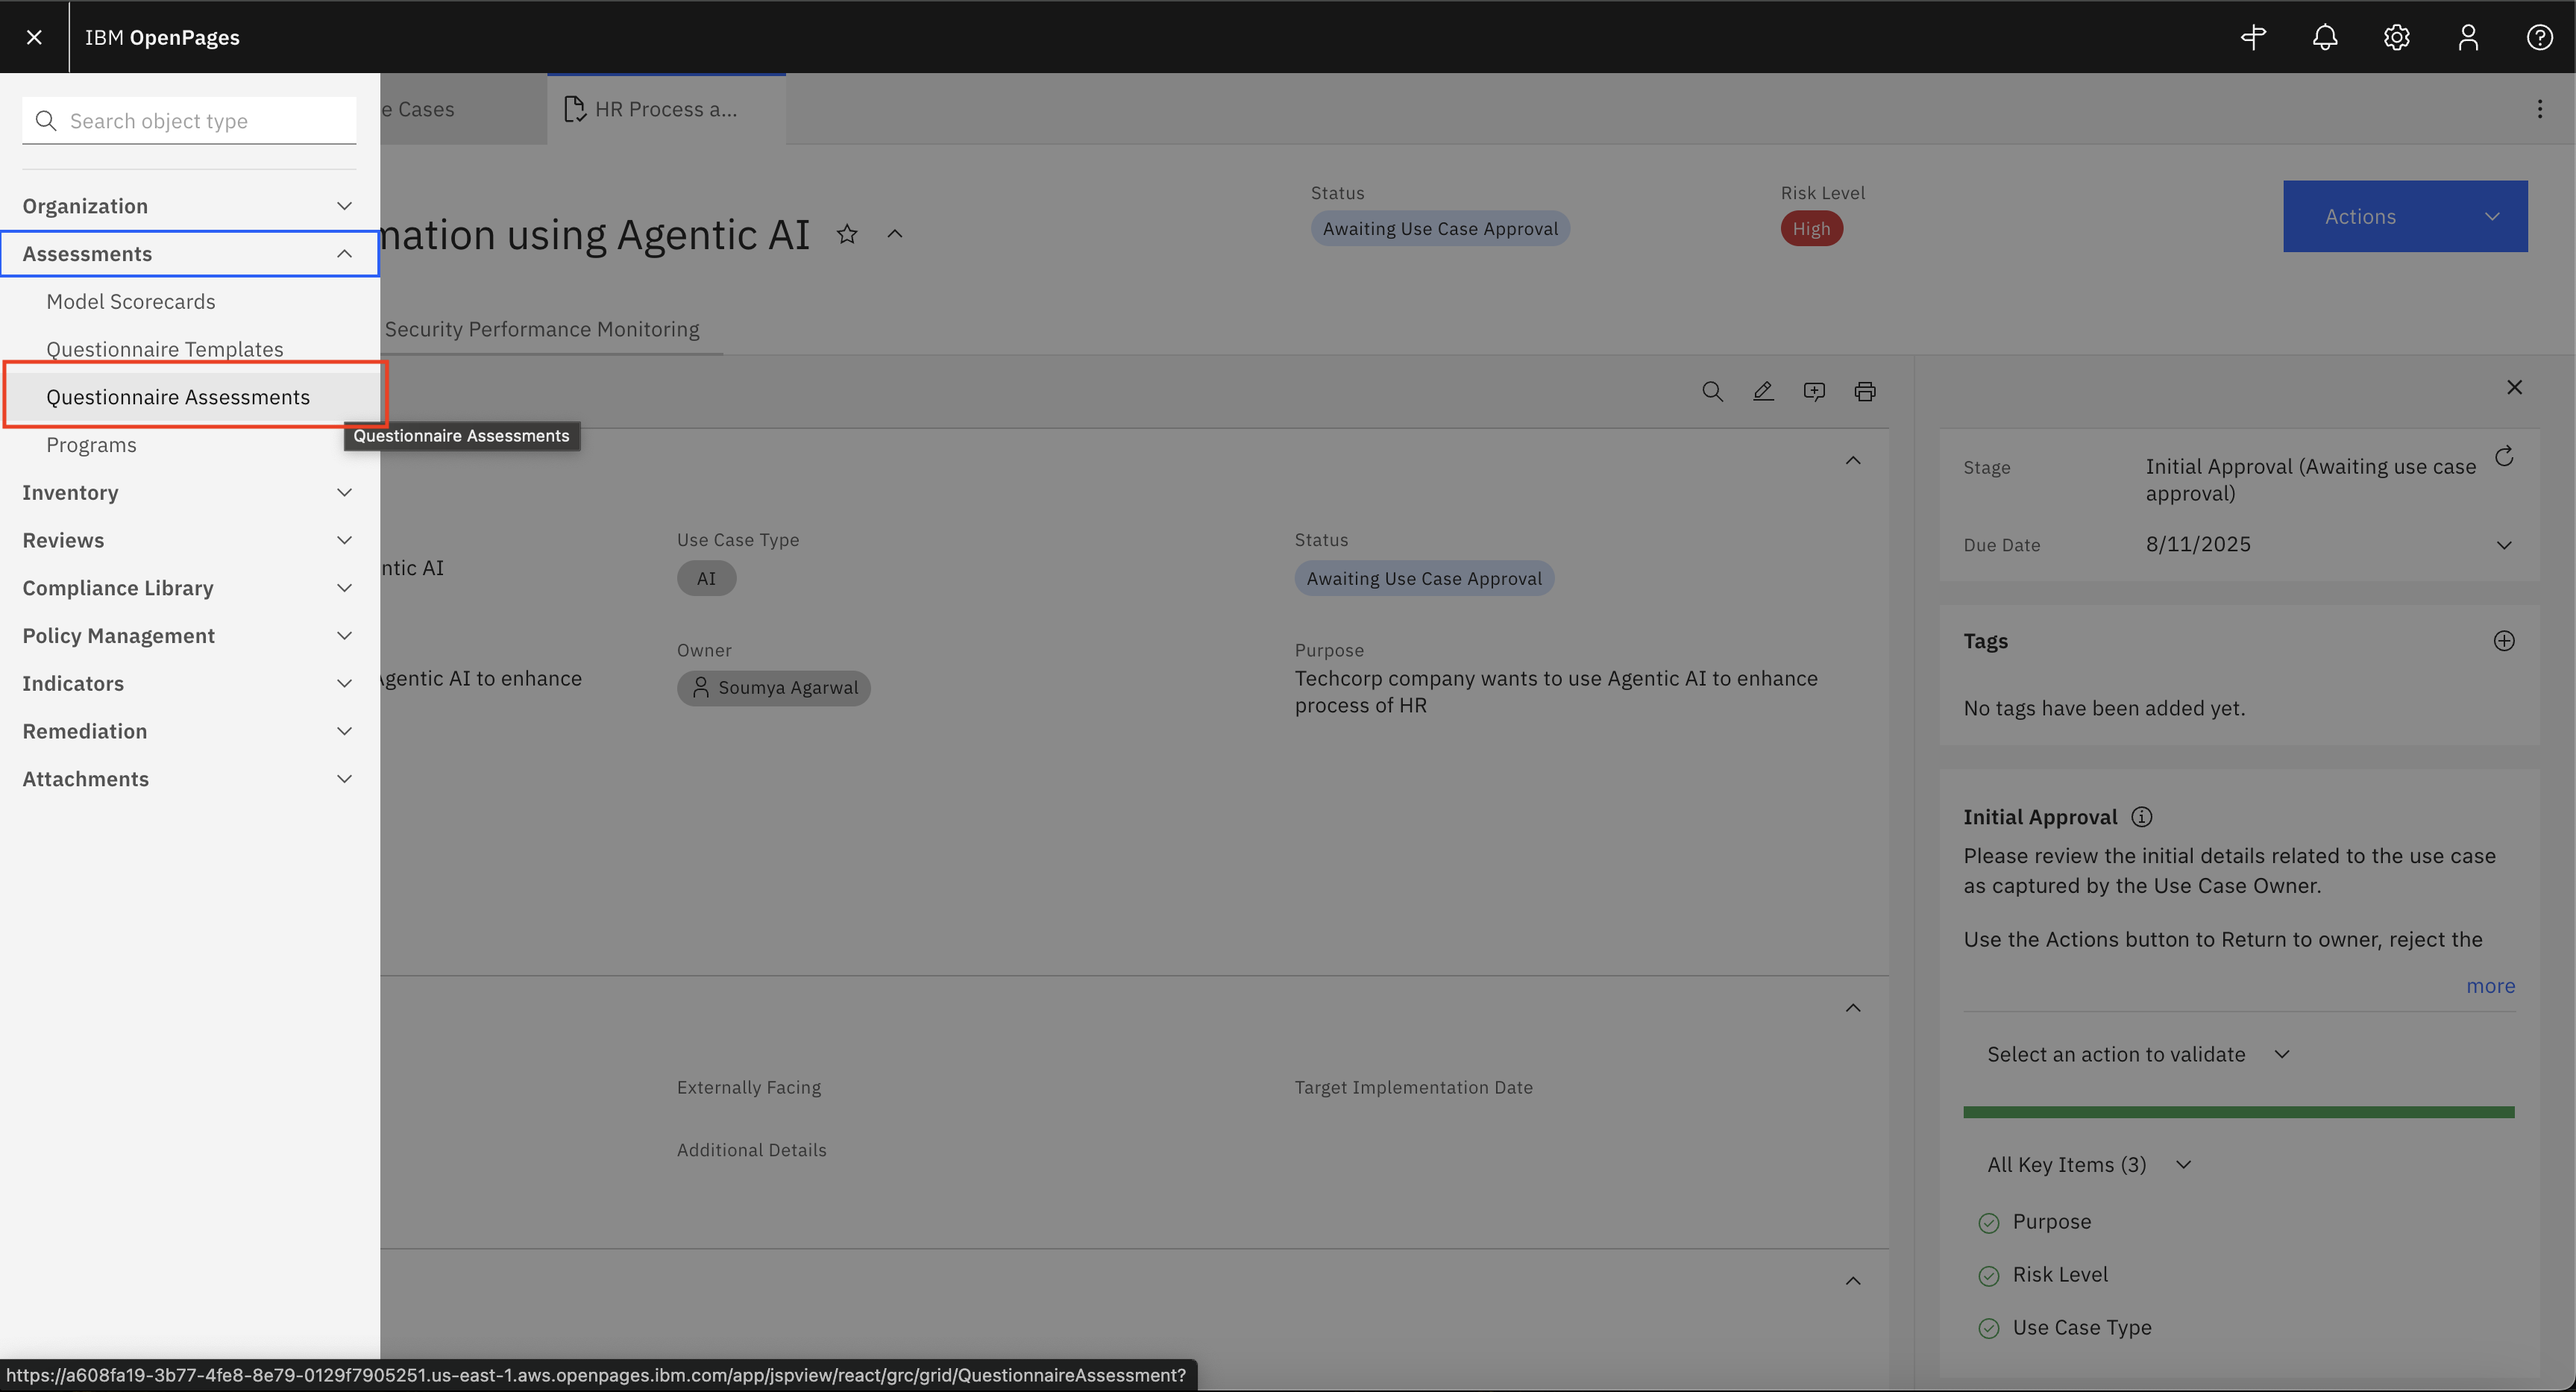 IBM OpenPages
Search object type
Organization
Assessments
Model Scorecards
Questionnaire Templates
Questionnaire Assessments
Programs
Inventory
Reviews
Compliance Library
Policy Management
Indicators
Remediation
Attachments
Questionnaire Assessments
e Cases
HR Process a...
mation using Agentic AI
Status
Awaiting Use Case Approval
Risk Level
High
Actions
Security Performance Monitoring
ntic AI
Use Case Type
AI
Status
Awaiting Use Case Approval
Agentic AI to enhance
Owner
Soumya Agarwal
Purpose
Techcorp company wants to use Agentic AI to enhance
process of HR
Externally Facing
Target Implementation Date
Additional Details
Stage
Initial Approval (Awaiting use case
approval)
Due Date
8/11/2025
Tags
No tags have been added yet.
Initial Approval
Please review the initial details related to the use case
as captured by the Use Case Owner.
Use the Actions button to Return to owner, reject the
more
Select an action to validate
All Key Items (3)
Purpose
Risk Level
Use Case Type
https://a608fa19-3b77-4fe8-8e79-0129f7905251.us-east-1.aws.openpages.ibm.com/app/jspview/react/grc/grid/QuestionnaireAssessment?